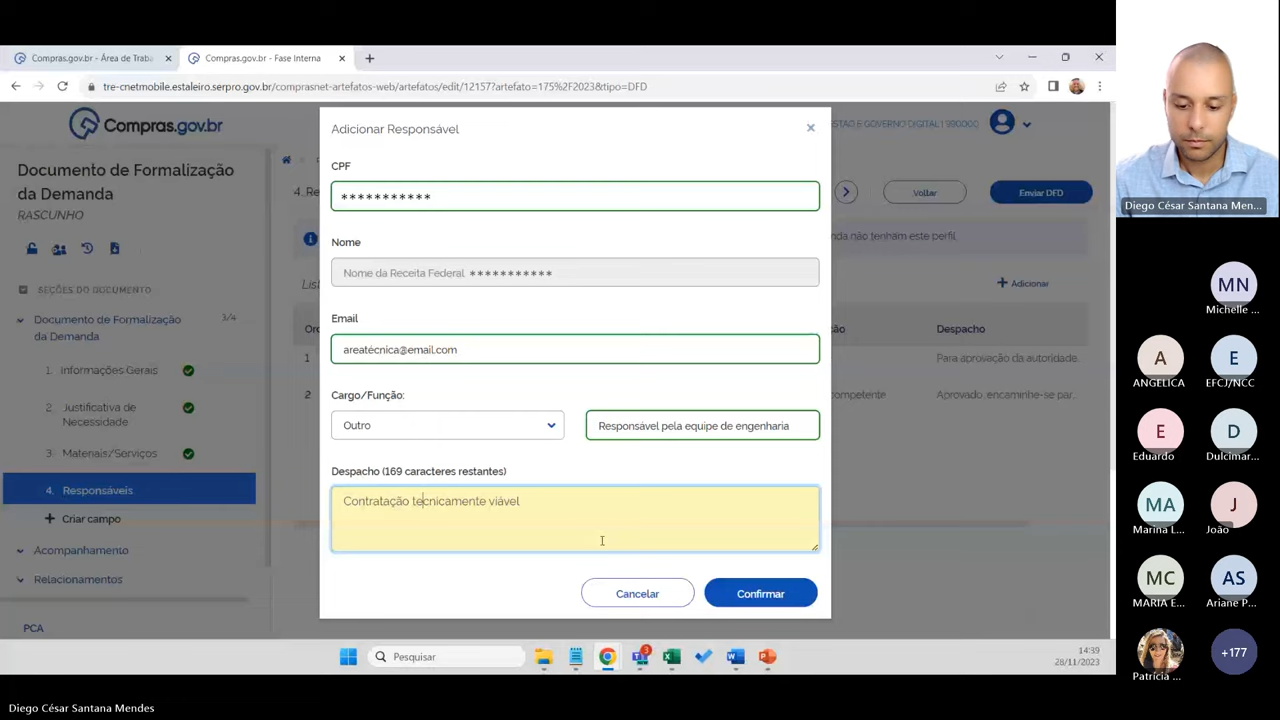 Compras.gov.br - Área de Traba
Compras.gov.br - Fase Interna
tre-cnetmobile.estaleiro.serpro.gov.br/comprasnet-artefatos-web/artefatos/edit/12157?artefato=175%2F2023&tipo=DFD
Compras.gov.br
Documento de Formalização
da Demanda
RASCUNHO
SEÇÕES DO DOCUMENTO
Documento de Formalização
da Demanda
3/4
1. Informações Gerais
2. Justificativa de
Necessidade
3. Materiais/Serviços
4. Responsáveis
Criar campo
Acompanhamento
Relacionamentos
PCA
Adicionar Responsável
CPF
***********
Nome
Nome da Receita Federal ***********
Email
areatécnica@email.com
Cargo/Função:
Outro
Responsável pela equipe de engenharia
Despacho (169 caracteres restantes)
Contratação tecnicamente viável
Cancelar
Confirmar
4. Re
Voltar
Enviar DFD
nda não tenham este perfil.
Adicionar
Despacho
1
Para aprovação da autoridade.
2
competente
Aprovado, encaminhe-se par.
Pesquisar
3
14:39
28/11/2023
Diego César Santana Men...
MN
Michelle ...
A
ANGELICA
E
EFCJ/NCC
E
Eduardo
D
Dulcimar...
MA
Marina L...
J
João
MC
MARIA E...
AS
Ariane P...
Patrícia ...
+177
Diego César Santana Mendes